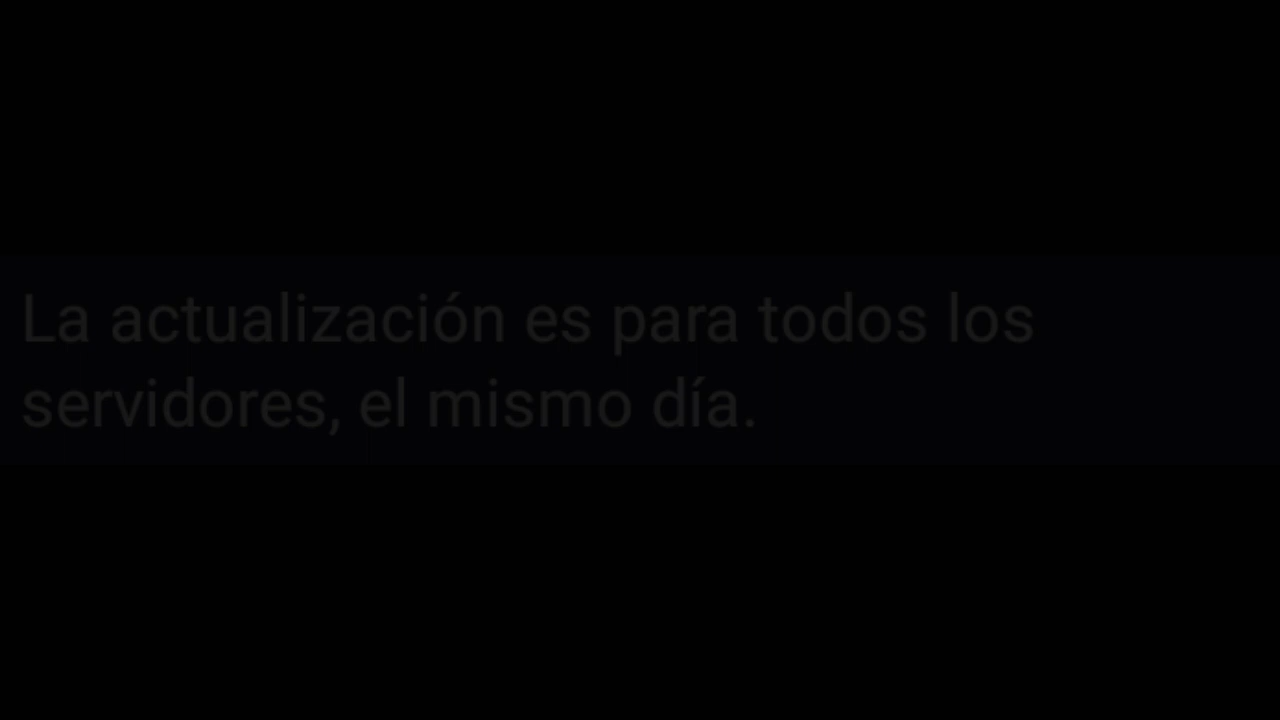 La actualización es para todos los
servidores, el mismo día.